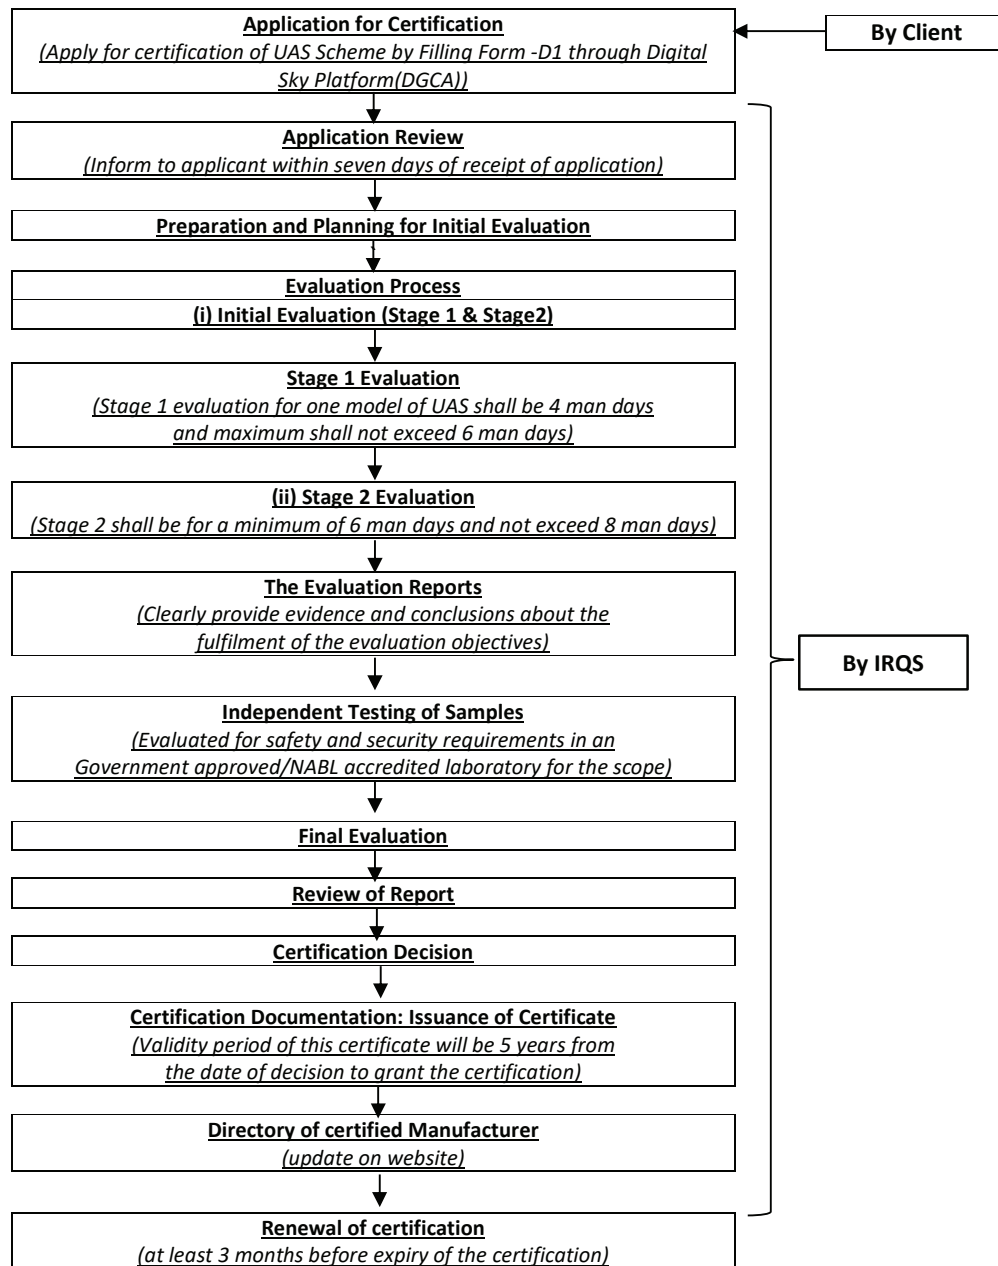 Application for Certification
(Apply for certification of UAS Scheme by Filling Form -D1 through Digital
Sky Platform(DGCA))
By Client
Application Review
(Inform to applicant within seven days of receipt of application)
Preparation and Planning for Initial Evaluation
Evaluation Process
(i) Initial Evaluation (Stage 1 & Stage2)
Stage 1 Evaluation
(Stage 1 evaluation for one model of UAS shall be 4 man days
and maximum shall not exceed 6 man days)
(ii) Stage 2 Evaluation
(Stage 2 shall be for a minimum of 6 man days and not exceed 8 man days)
The Evaluation Reports
(Clearly provide evidence and conclusions about the
fulfilment of the evaluation objectives)
By IRQS
Independent Testing of Samples
(Evaluated for safety and security requirements in an
Government approved/NABL accredited laboratory for the scope)
Final Evaluation
Review of Report
Certification Decision
Certification Documentation: Issuance of Certificate
(Validity period of this certificate will be 5 years from
the date of decision to grant the certification)
Directory of certified Manufacturer
(update on website)
Renewal of certification
(at least 3 months before expiry of the certification)